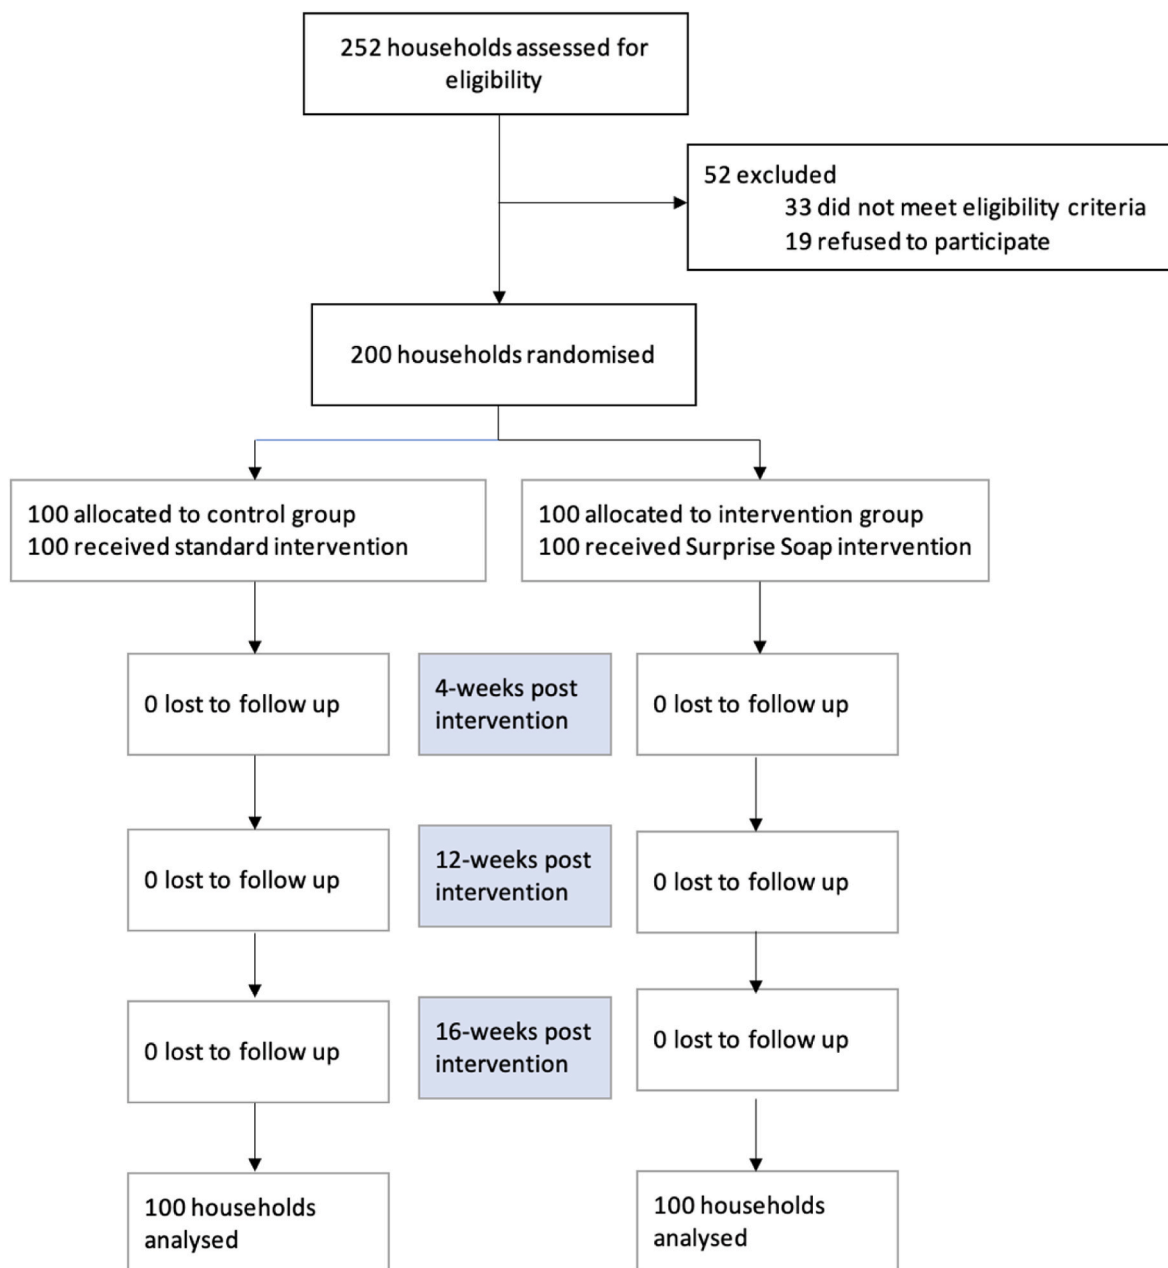 252 households assessed for
eligibility
52 excluded
33 did not meet eligibility criteria
19 refused to participate
200 households randomised
100 allocated to control group
100 received standard intervention
100 allocated to intervention group
100 received Surprise Soap intervention
0 lost to follow up
4-weeks post
intervention
0 lost to follow up
0 lost to follow up
12-weeks post
intervention
0 lost to follow up
0 lost to follow up
16-weeks post
intervention
0 lost to follow up
100 households
analysed
100 households
analysed